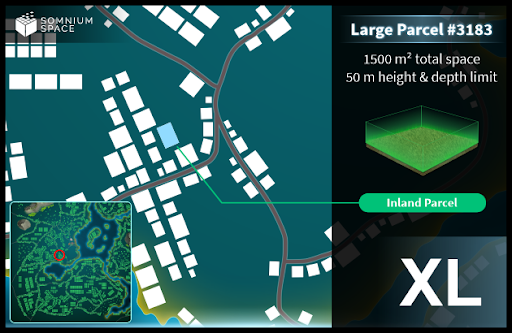 SOMNIUM
SPACE
Large Parcel #3183
1500 m² total space
50 m height & depth limit
Inland Parcel
XL